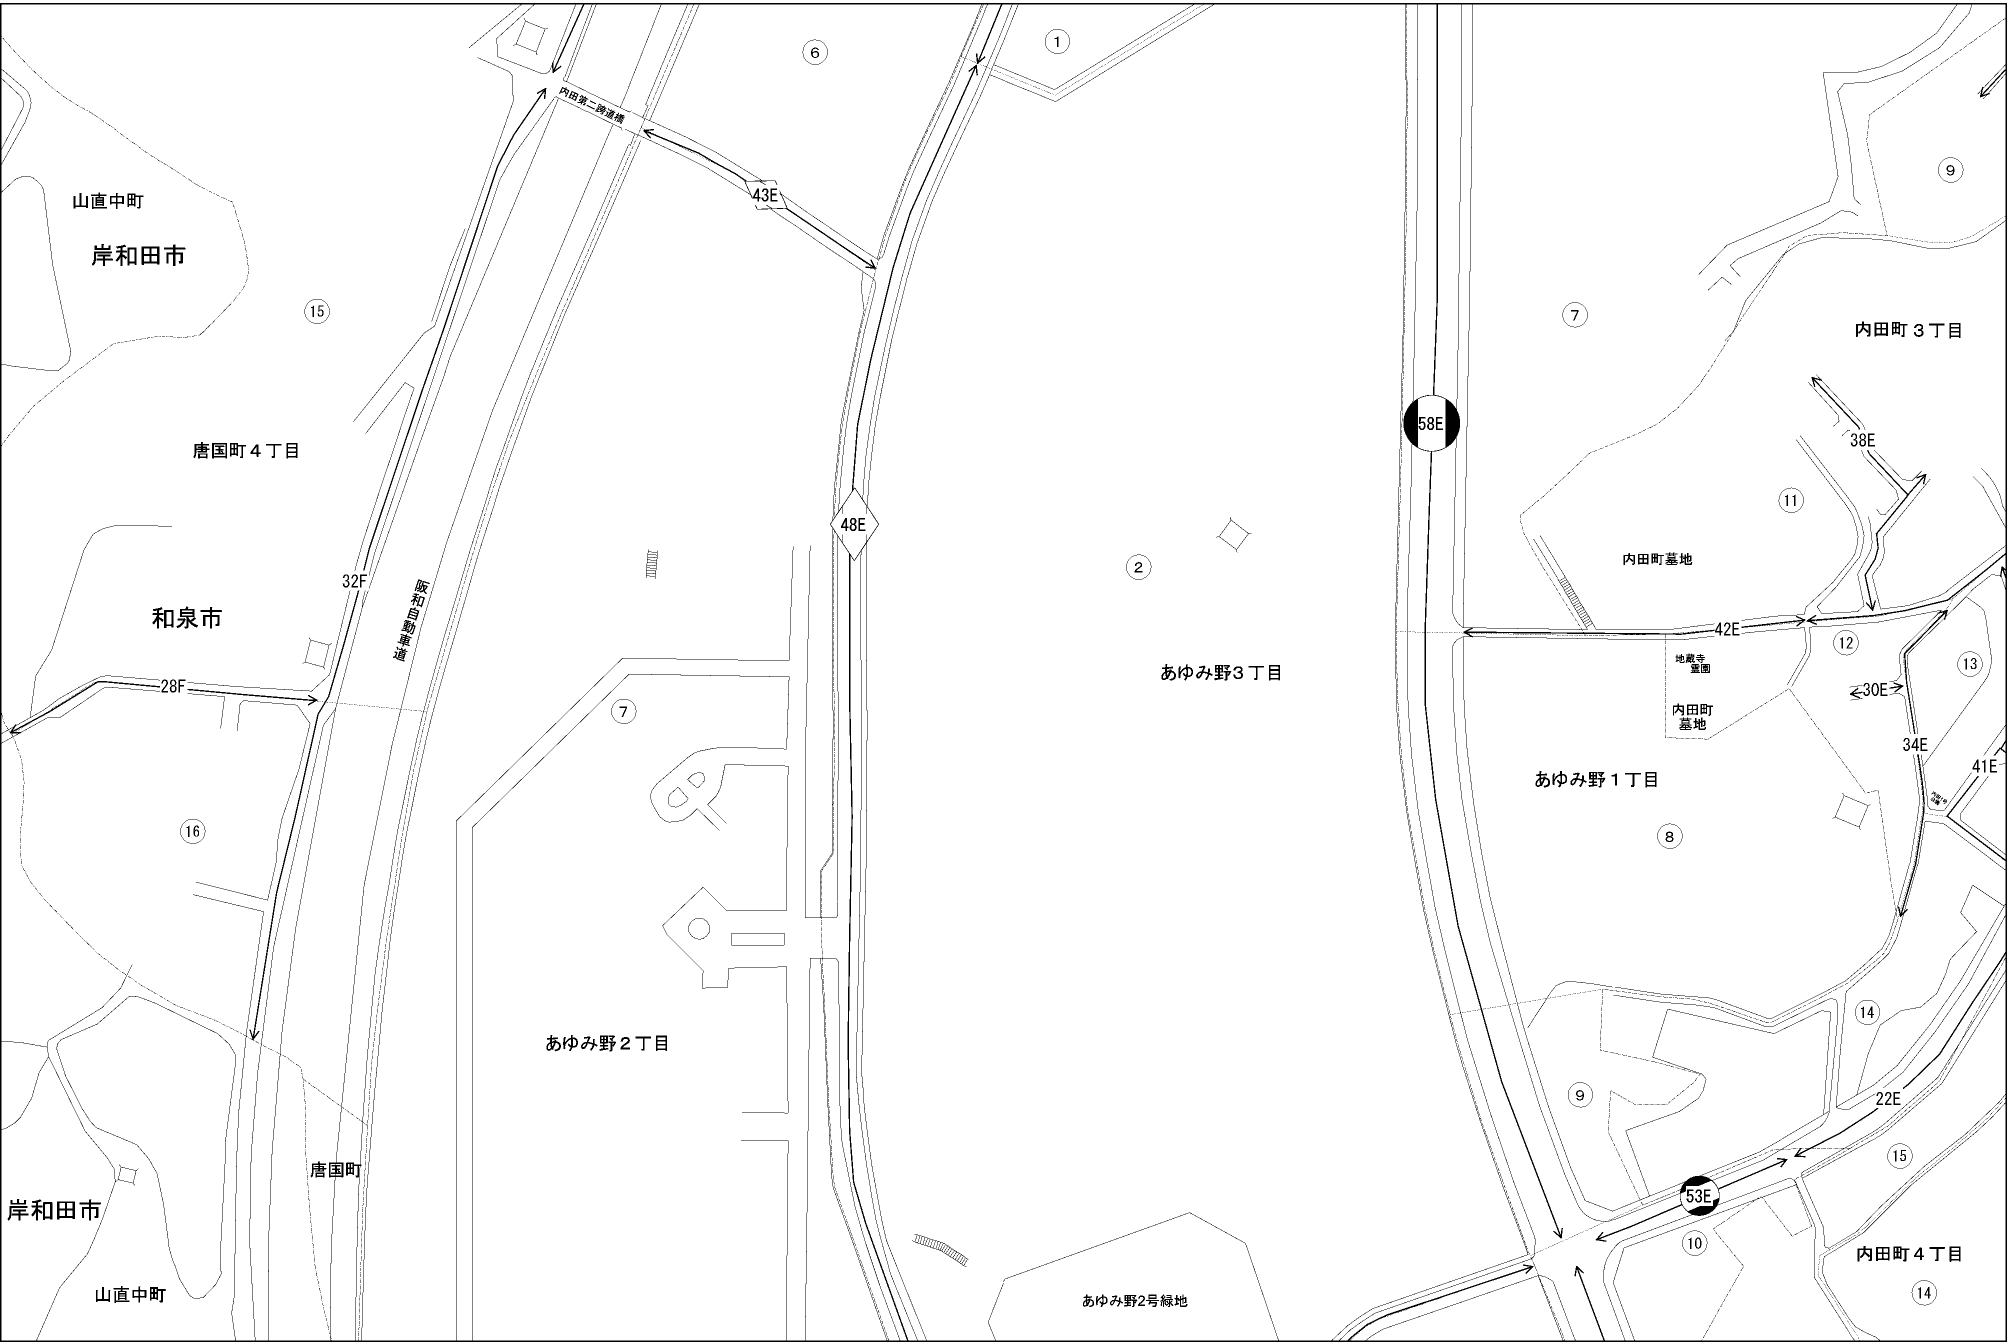 6
1
内田第二跨道橋
9
43E
山直中町
岸和田市
15
7
内田町３丁目
58E
38E
唐国町４丁目
11
48E
2
内田町墓地
32F
阪和自動車道
和泉市
42E
12
地蔵寺
霊園
13
あゆみ野３丁目
28F
30E
7
内田町
墓地
34E
41E
あゆみ野１丁目
16
8
14
あゆみ野２丁目
9
22E
15
唐国町
53E
岸和田市
10
内田町４丁目
山直中町
あゆみ野2号緑地
14